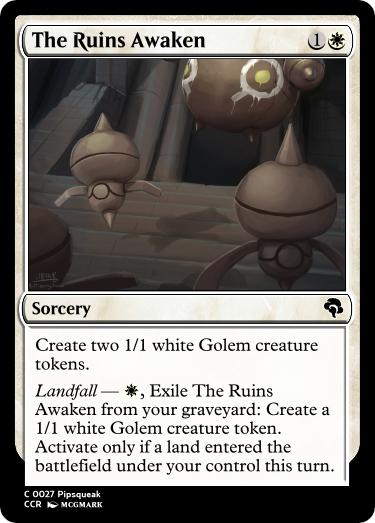 The Ruins Awaken 1
Sorcery
Create two 1/1 white Golem creature
tokens.
Landfall — , Exile The Ruins
Awaken from your graveyard: Create a
1/1 white Golem creature token.
Activate only if a land entered the
battlefield under your control this turn.
C 0027 Pipsqueak
CCR MCGMARK